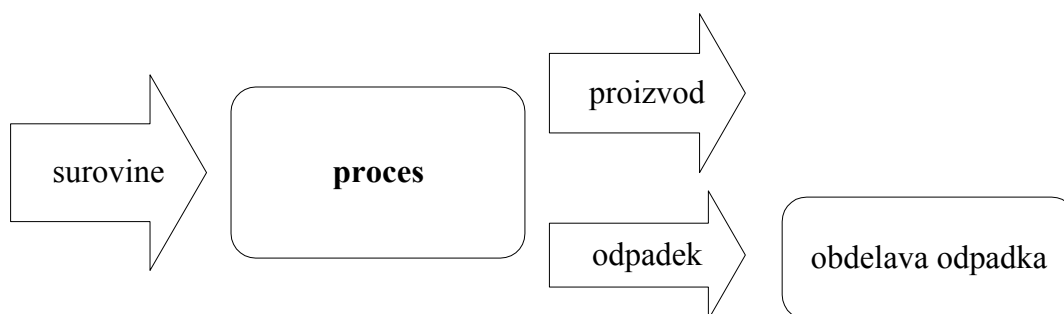 surovine
proces
proizvod
odpadek
obdelava odpadka